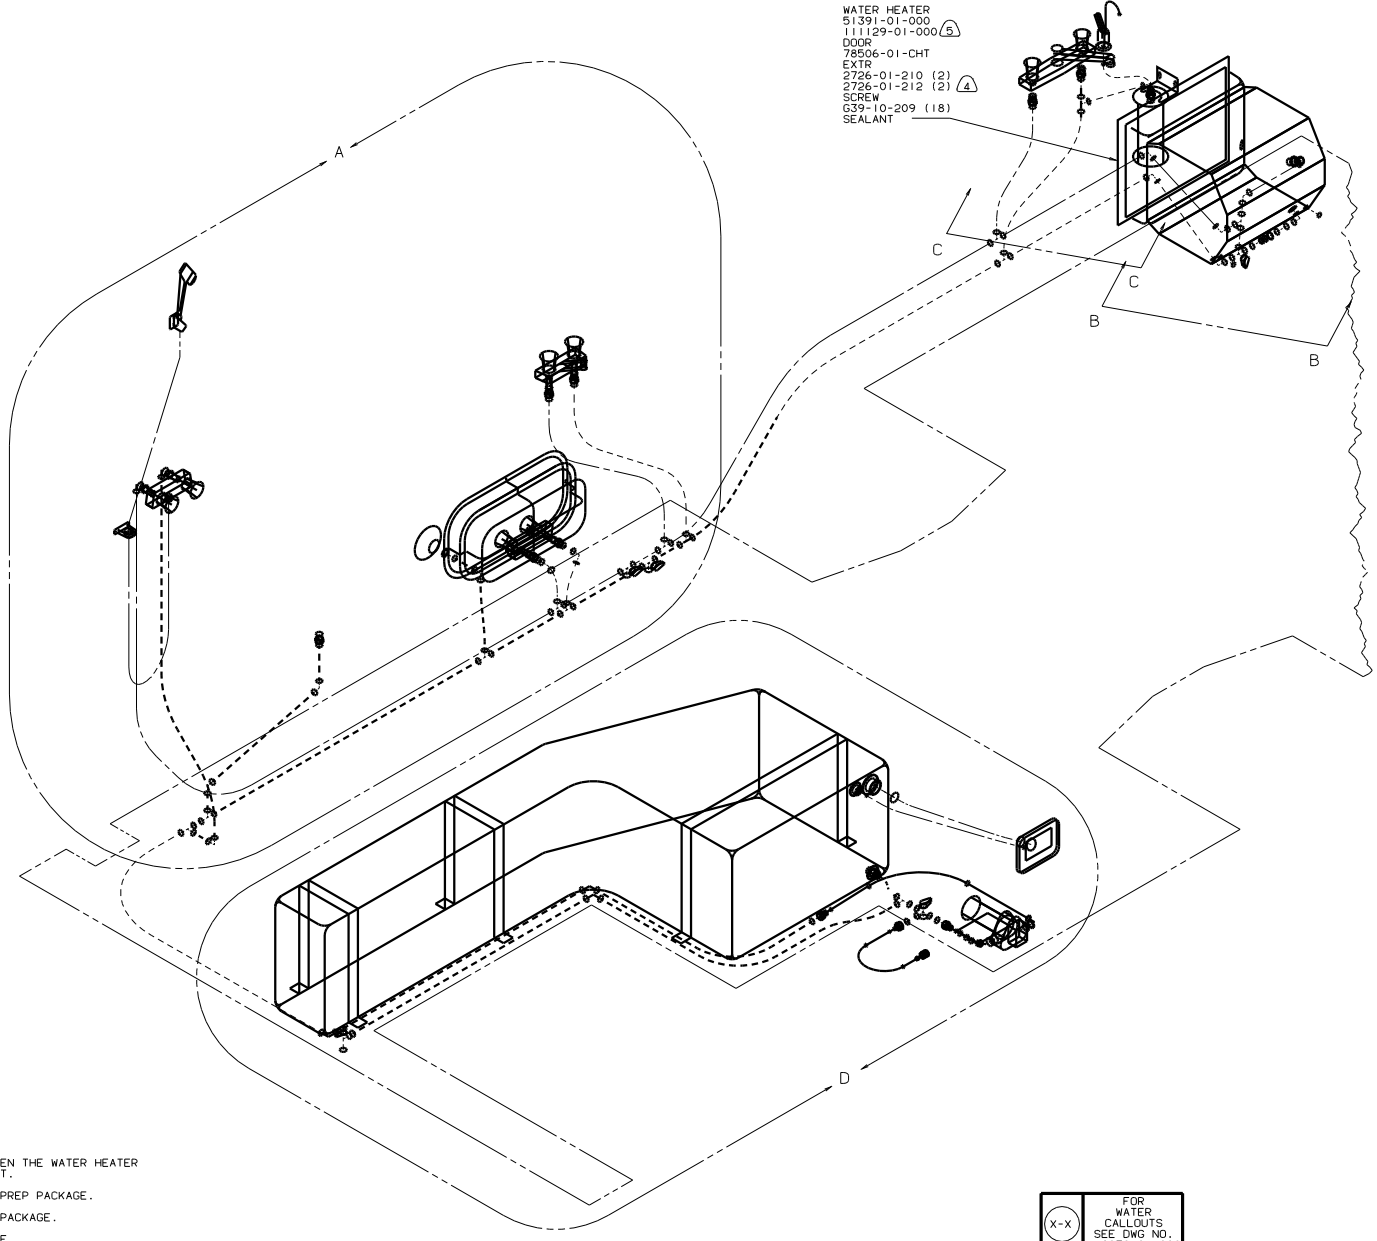 WATER HEATER
51391-01-000
111129-01-000 5
DOOR
78506-01-CHT
EXTR
2726-01-210 (2)
2726-01-212 (2) 4
SCREW
G39-10-209 (18)
SEALANT
A
C
C
B
B
D
EN THE WATER HEATER
T.
PREP PACKAGE.
PACKAGE.
X-X
FOR
WATER
CALLOUTS
SEE DWG NO.